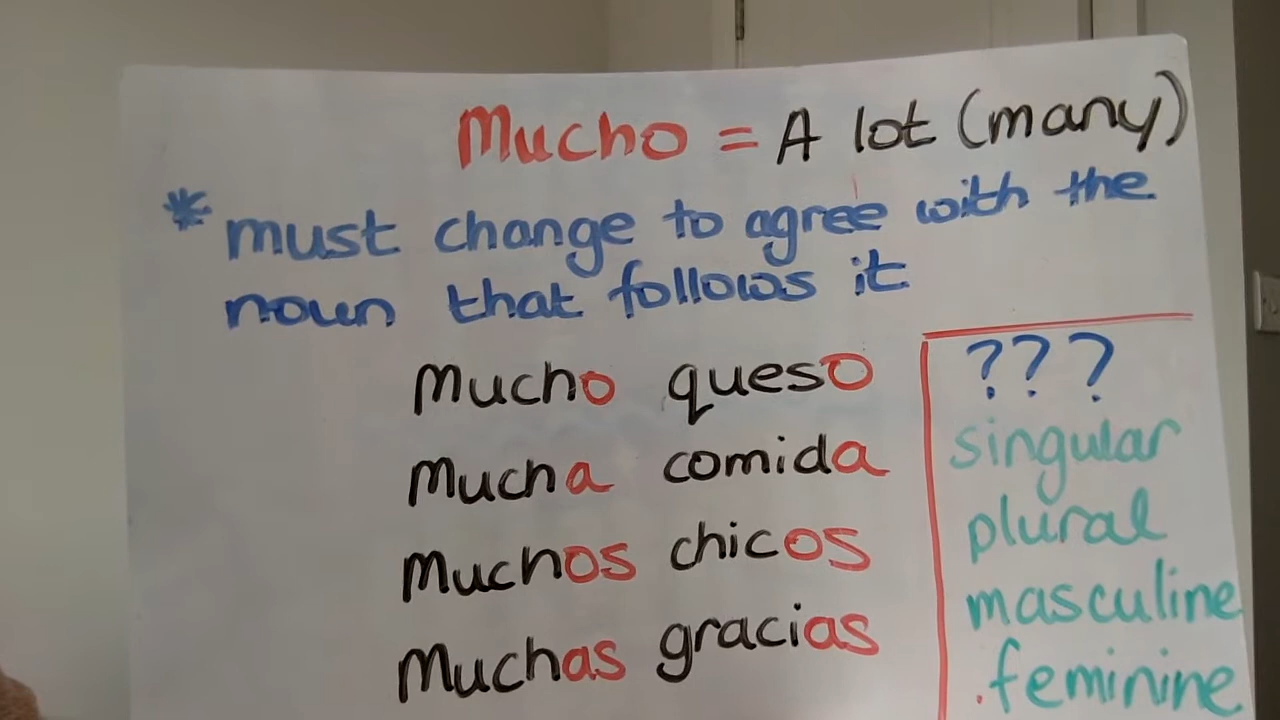 Mucho = A lot (many)
* must change to agree with the
noun that follows it
Mucho queso
Mucha comida
Muchos chicos
Muchas gracias
???
singular
plural
masculine
feminine